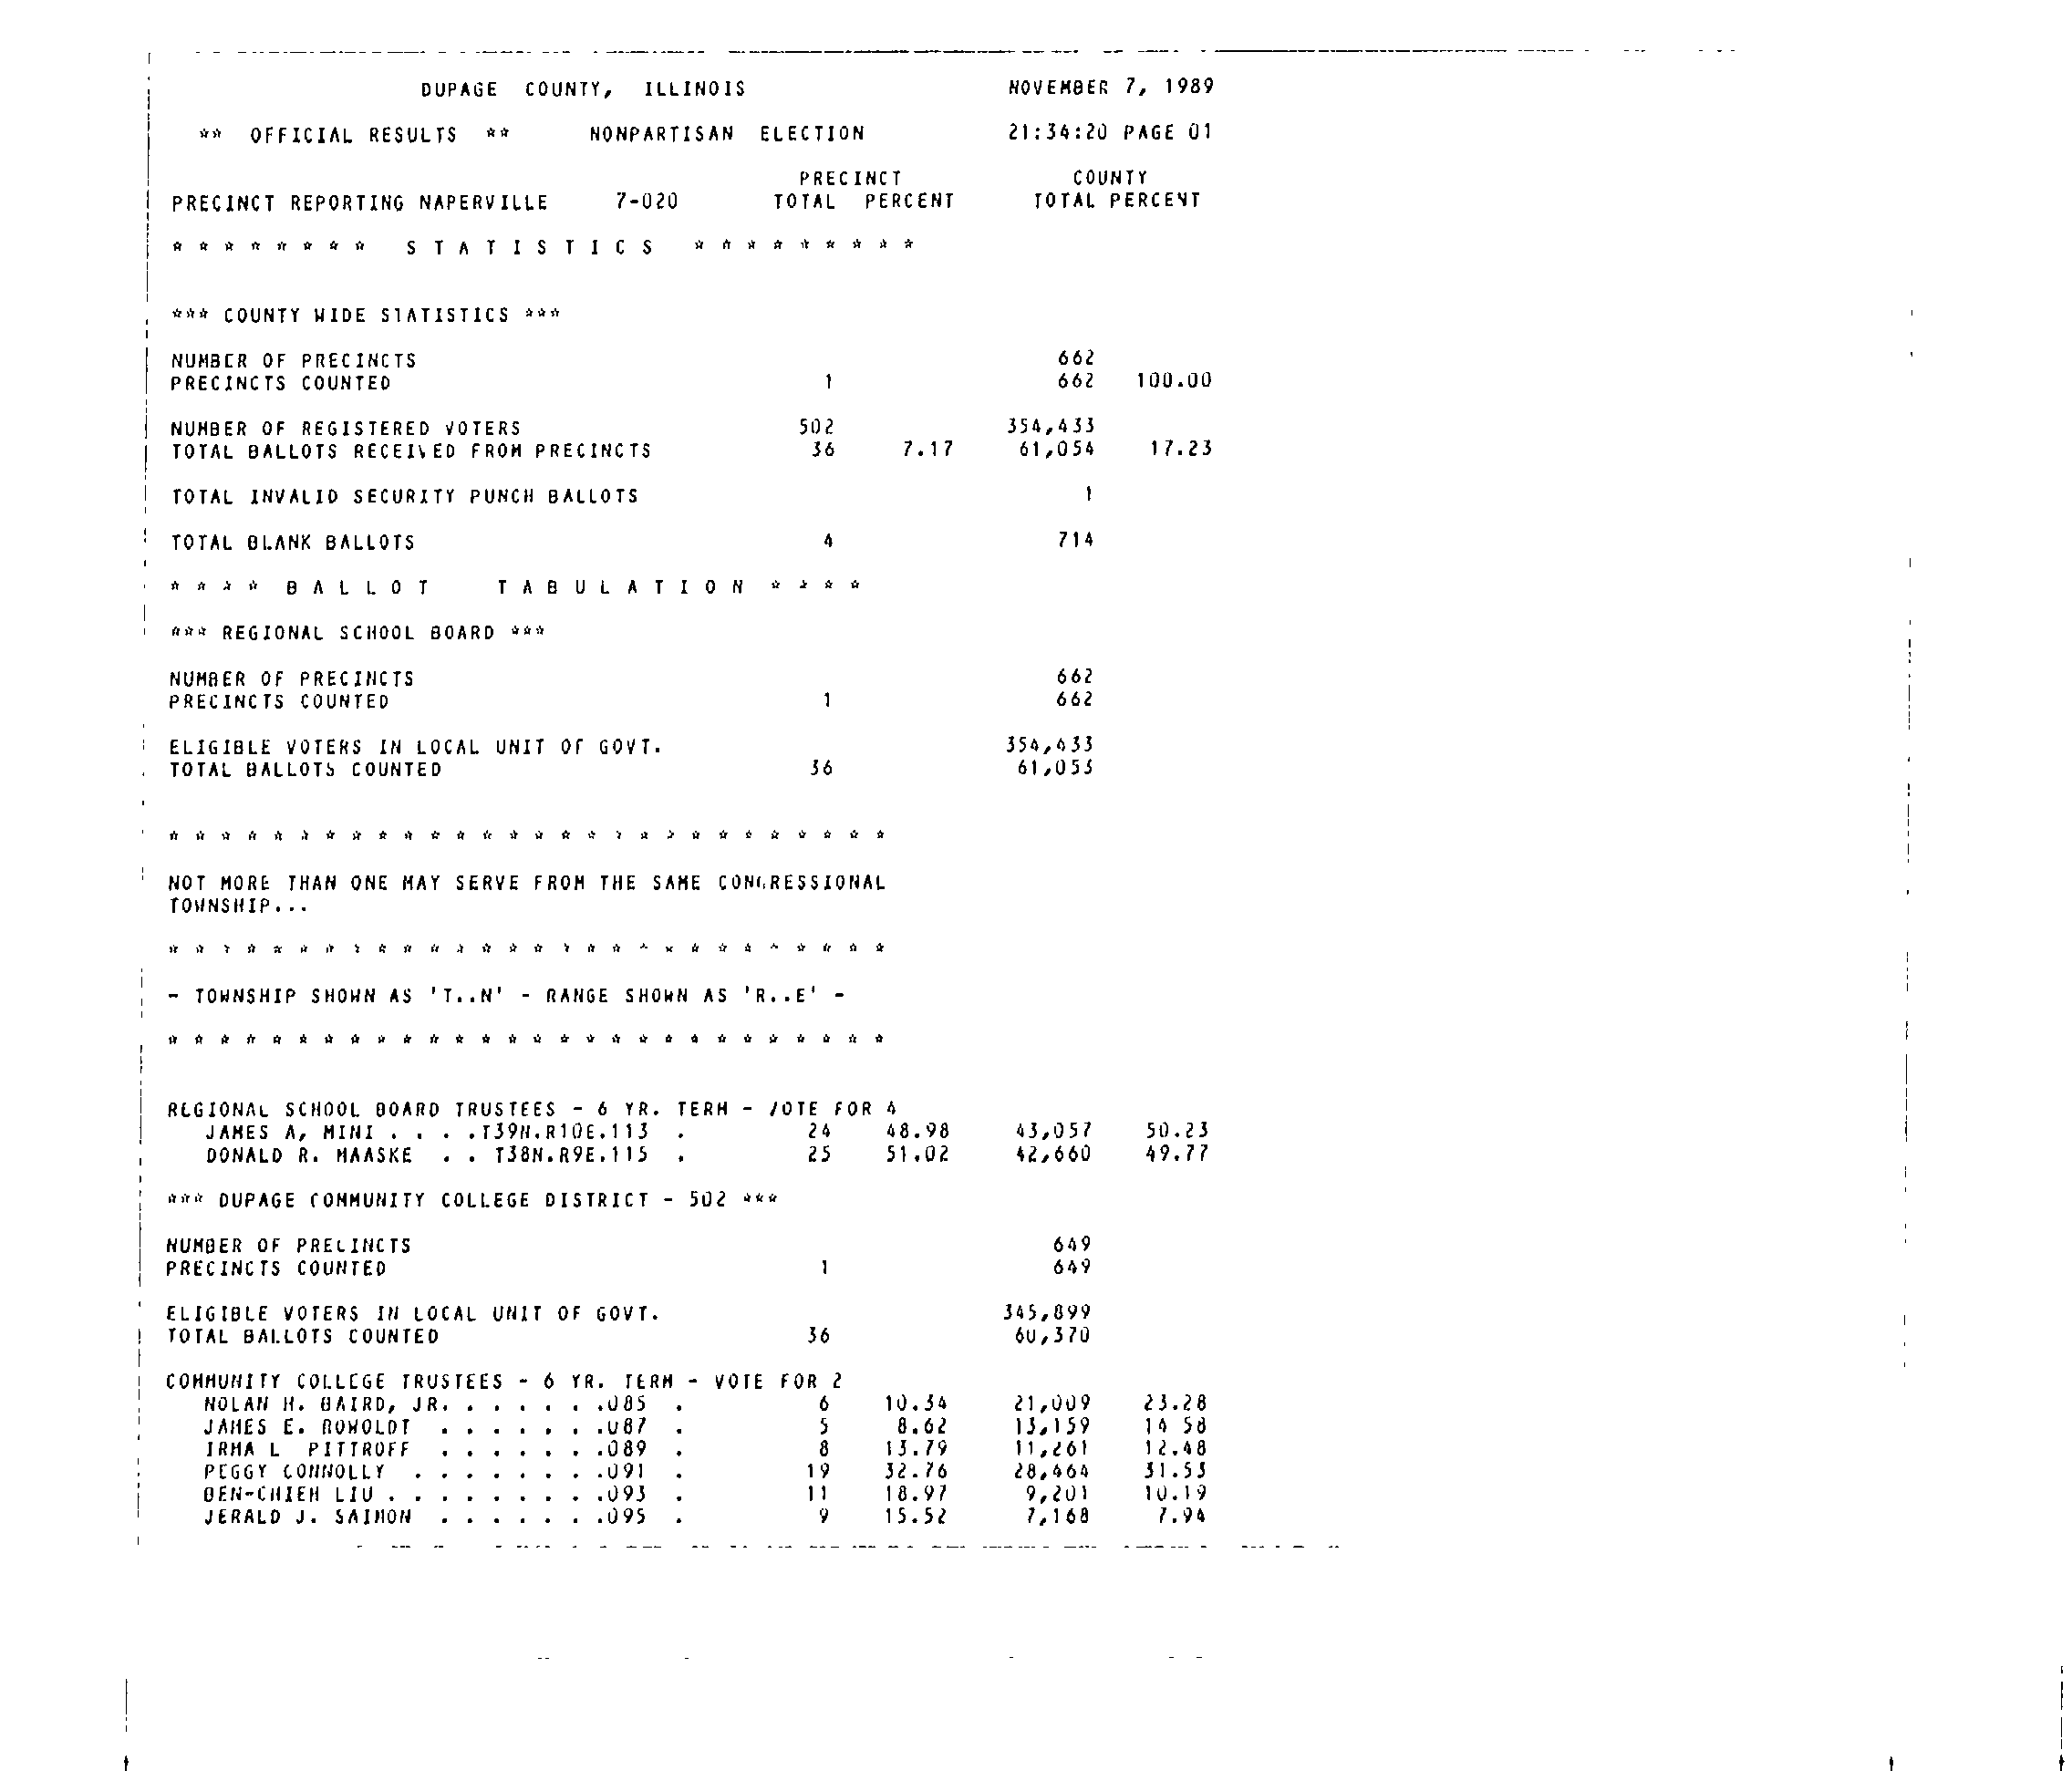 DUPAGE COUNTY, ILLINOIS NOVEMBER 7, 1989
** OFFICIAL RESULTS ** NONPARTISAN ELECTION 21:34:20 PAGE 01
PRECINCT COUNTY
PRECINCT REPORTING NAPERVILLE 7-020 TOTAL PERCENT TOTAL PERCENT
* * * * * * * * S T A T I S T I C S * * * * * * * * *
*** COUNTY WIDE STATISTICS ***
NUMBER OF PRECINCTS 662
PRECINCTS COUNTED 1 662 100.00
NUMBER OF REGISTERED VOTERS 502 354,433
TOTAL BALLOTS RECEIVED FROM PRECINCTS 36 7.17 61,054 17.23
TOTAL INVALID SECURITY PUNCH BALLOTS 1
TOTAL BLANK BALLOTS 4 714
* * * * B A L L O T T A B U L A T I O N * * * *
*** REGIONAL SCHOOL BOARD ***
NUMBER OF PRECINCTS 662
PRECINCTS COUNTED 1 662
ELIGIBLE VOTERS IN LOCAL UNIT OF GOVT. 354,433
TOTAL BALLOTS COUNTED 36 61,053
* * * * * * * * * * * * * * * * * * * * * * * * * * * *
NOT MORE THAN ONE MAY SERVE FROM THE SAME CONGRESSIONAL
TOWNSHIP...
* * * * * * * * * * * * * * * * * * * * * * * * * * * *
- TOWNSHIP SHOWN AS 'T..N' - RANGE SHOWN AS 'R..E' -
* * * * * * * * * * * * * * * * * * * * * * * * * * * *
REGIONAL SCHOOL BOARD TRUSTEES - 6 YR. TERM - VOTE FOR 4
JAMES A, MINI . . . .T39N.R10E.113 . 24 48.98 43,057 50.23
DONALD R. MAASKE . . T38N.R9E.115 . 25 51.02 42,660 49.77
*** DUPAGE COMMUNITY COLLEGE DISTRICT - 502 ***
NUMBER OF PRECINCTS 649
PRECINCTS COUNTED 1 649
ELIGIBLE VOTERS IN LOCAL UNIT OF GOVT. 345,899
TOTAL BALLOTS COUNTED 36 60,370
COMMUNITY COLLEGE TRUSTEES - 6 YR. TERM - VOTE FOR 2
NOLAN H. BAIRD, JR. . . . . . .085 . 6 10.34 21,009 23.28
JAMES E. ROWOLDT . . . . . . .087 . 5 8.62 13,159 14 58
IRMA L PITTROFF . . . . . . .089 . 8 13.79 11,261 12.48
PEGGY CONNOLLY . . . . . . . .091 . 19 32.76 28,464 31.53
BEN-CHIEH LIU . . . . . . . . .093 . 11 18.97 9,201 10.19
JERALD J. SAIMON . . . . . . .095 . 9 15.52 7,168 7.94